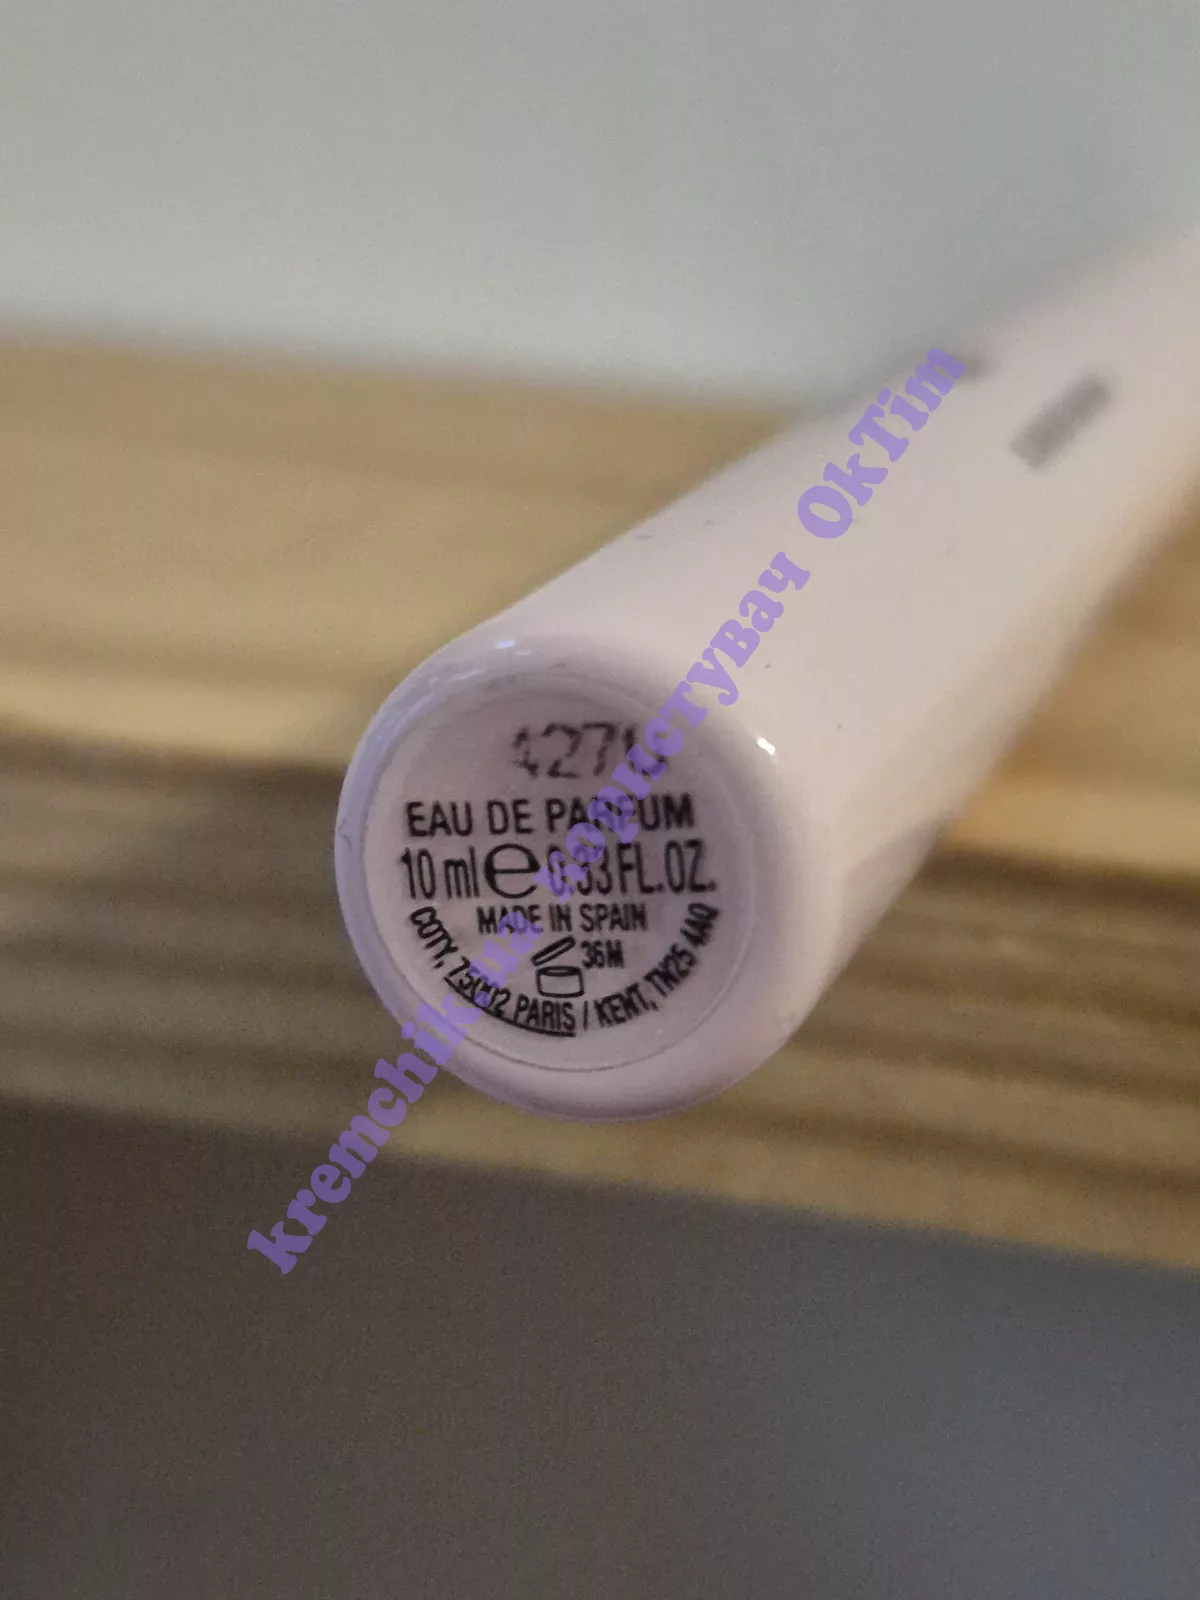 EAU DE PARFUM
10 ml e 0.33 FL.OZ.
MADE IN SPAIN
36M
COTY, 75002 PARIS / KENT, TN25 4AQ
kremchik.ua користувач OkTim